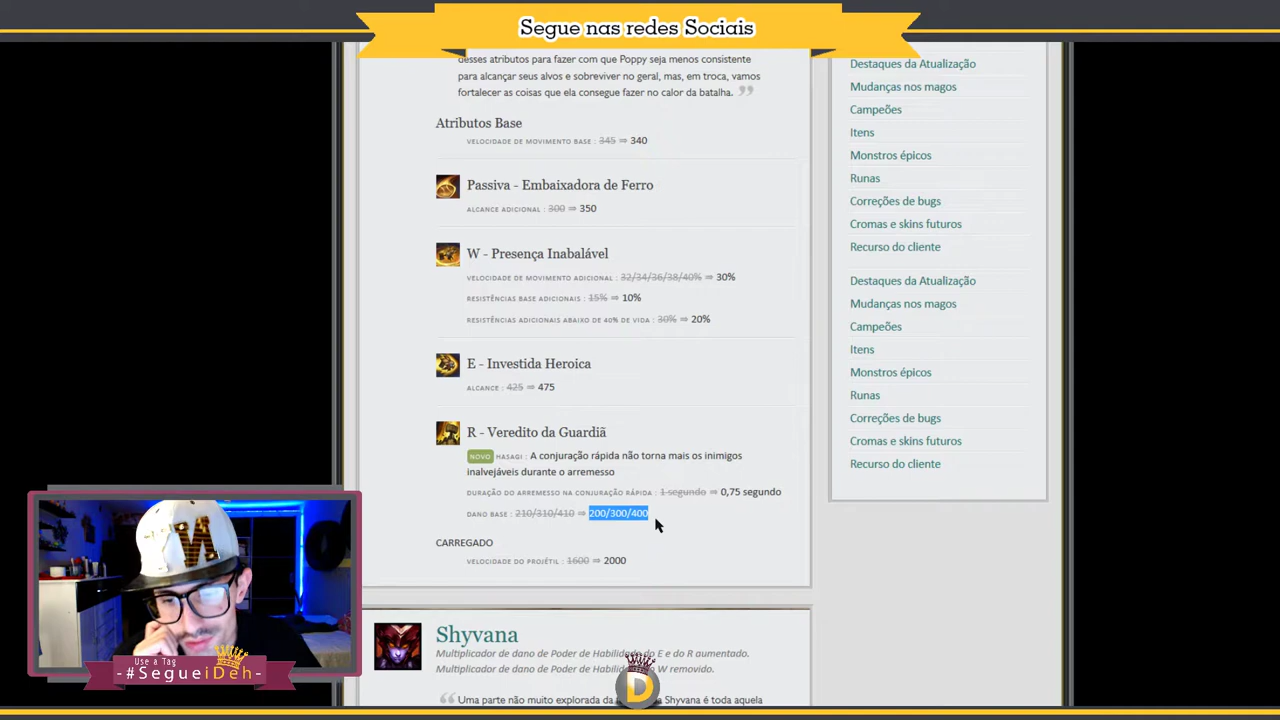 Segue nas redes Sociais
desses atributos para fazer com que Poppy seja menos consistente
para alcançar seus alvos e sobreviver no geral, mas, em troca, vamos
fortalecer as coisas que ela consegue fazer no calor da batalha.
Atributos Base
VELOCIDADE DE MOVIMENTO BASE : 345 ⇒ 340
Passiva - Embaixadora de Ferro
ALCANCE ADICIONAL : 300 ⇒ 350
W - Presença Inabalável
VELOCIDADE DE MOVIMENTO ADICIONAL : 32/34/36/38/40% ⇒ 30%
RESISTÊNCIAS BASE ADICIONAIS : 15% ⇒ 10%
RESISTÊNCIAS ADICIONAIS ABAIXO DE 40% DE VIDA : 30% ⇒ 20%
E - Investida Heroica
ALCANCE : 425 ⇒ 475
R - Veredito da Guardiã
NOVO HASAGI : A conjuração rápida não torna mais os inimigos
inalvejáveis durante o arremesso
DURAÇÃO DO ARREMESSO NA CONJURAÇÃO RÁPIDA : 1 segundo ⇒ 0,75 segundo
DANO BASE : 210/310/410 ⇒ 200/300/400
CARREGADO
VELOCIDADE DO PROJÉTIL : 1600 ⇒ 2000
Shyvana
Multiplicador de dano de Poder de Habilidade do E e do R aumentado.
Multiplicador de dano de Poder de Habilid W removido.
Uma parte não muito explorada da Shyvana é toda aquela
Destaques da Atualização
Mudanças nos magos
Campeões
Itens
Monstros épicos
Runas
Correções de bugs
Cromas e skins futuros
Recurso do cliente
Destaques da Atualização
Mudanças nos magos
Campeões
Itens
Monstros épicos
Runas
Correções de bugs
Cromas e skins futuros
Recurso do cliente
Use a Tag
-#SegueiDeh-
D